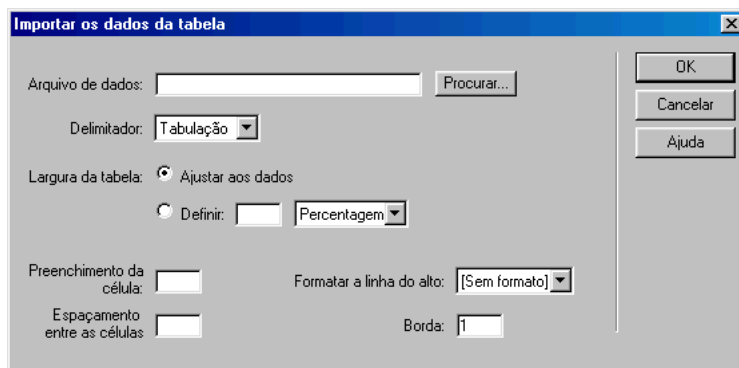 Importar os dados da tabela
Arquivo de dados:
Procurar...
OK
Cancelar
Ajuda
Delimitador: Tabulação
Largura da tabela: Ajustar aos dados
Definir: Percentagem
Preenchimento da
célula:
Formatar a linha do alto: [Sem formato]
Espaçamento
entre as células
Borda: 1